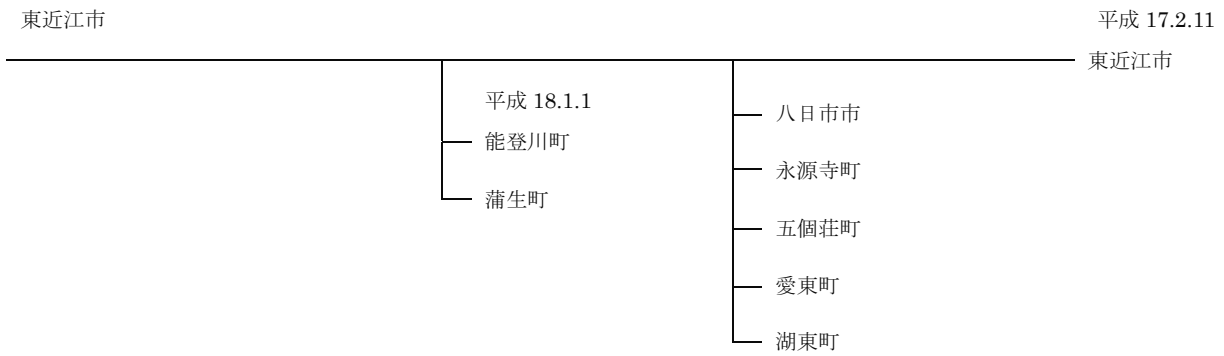 東近江市
平成 17.2.11
東近江市
平成 18.1.1
能登川町
蒲生町
八日市市
永源寺町
五個荘町
愛東町
湖東町